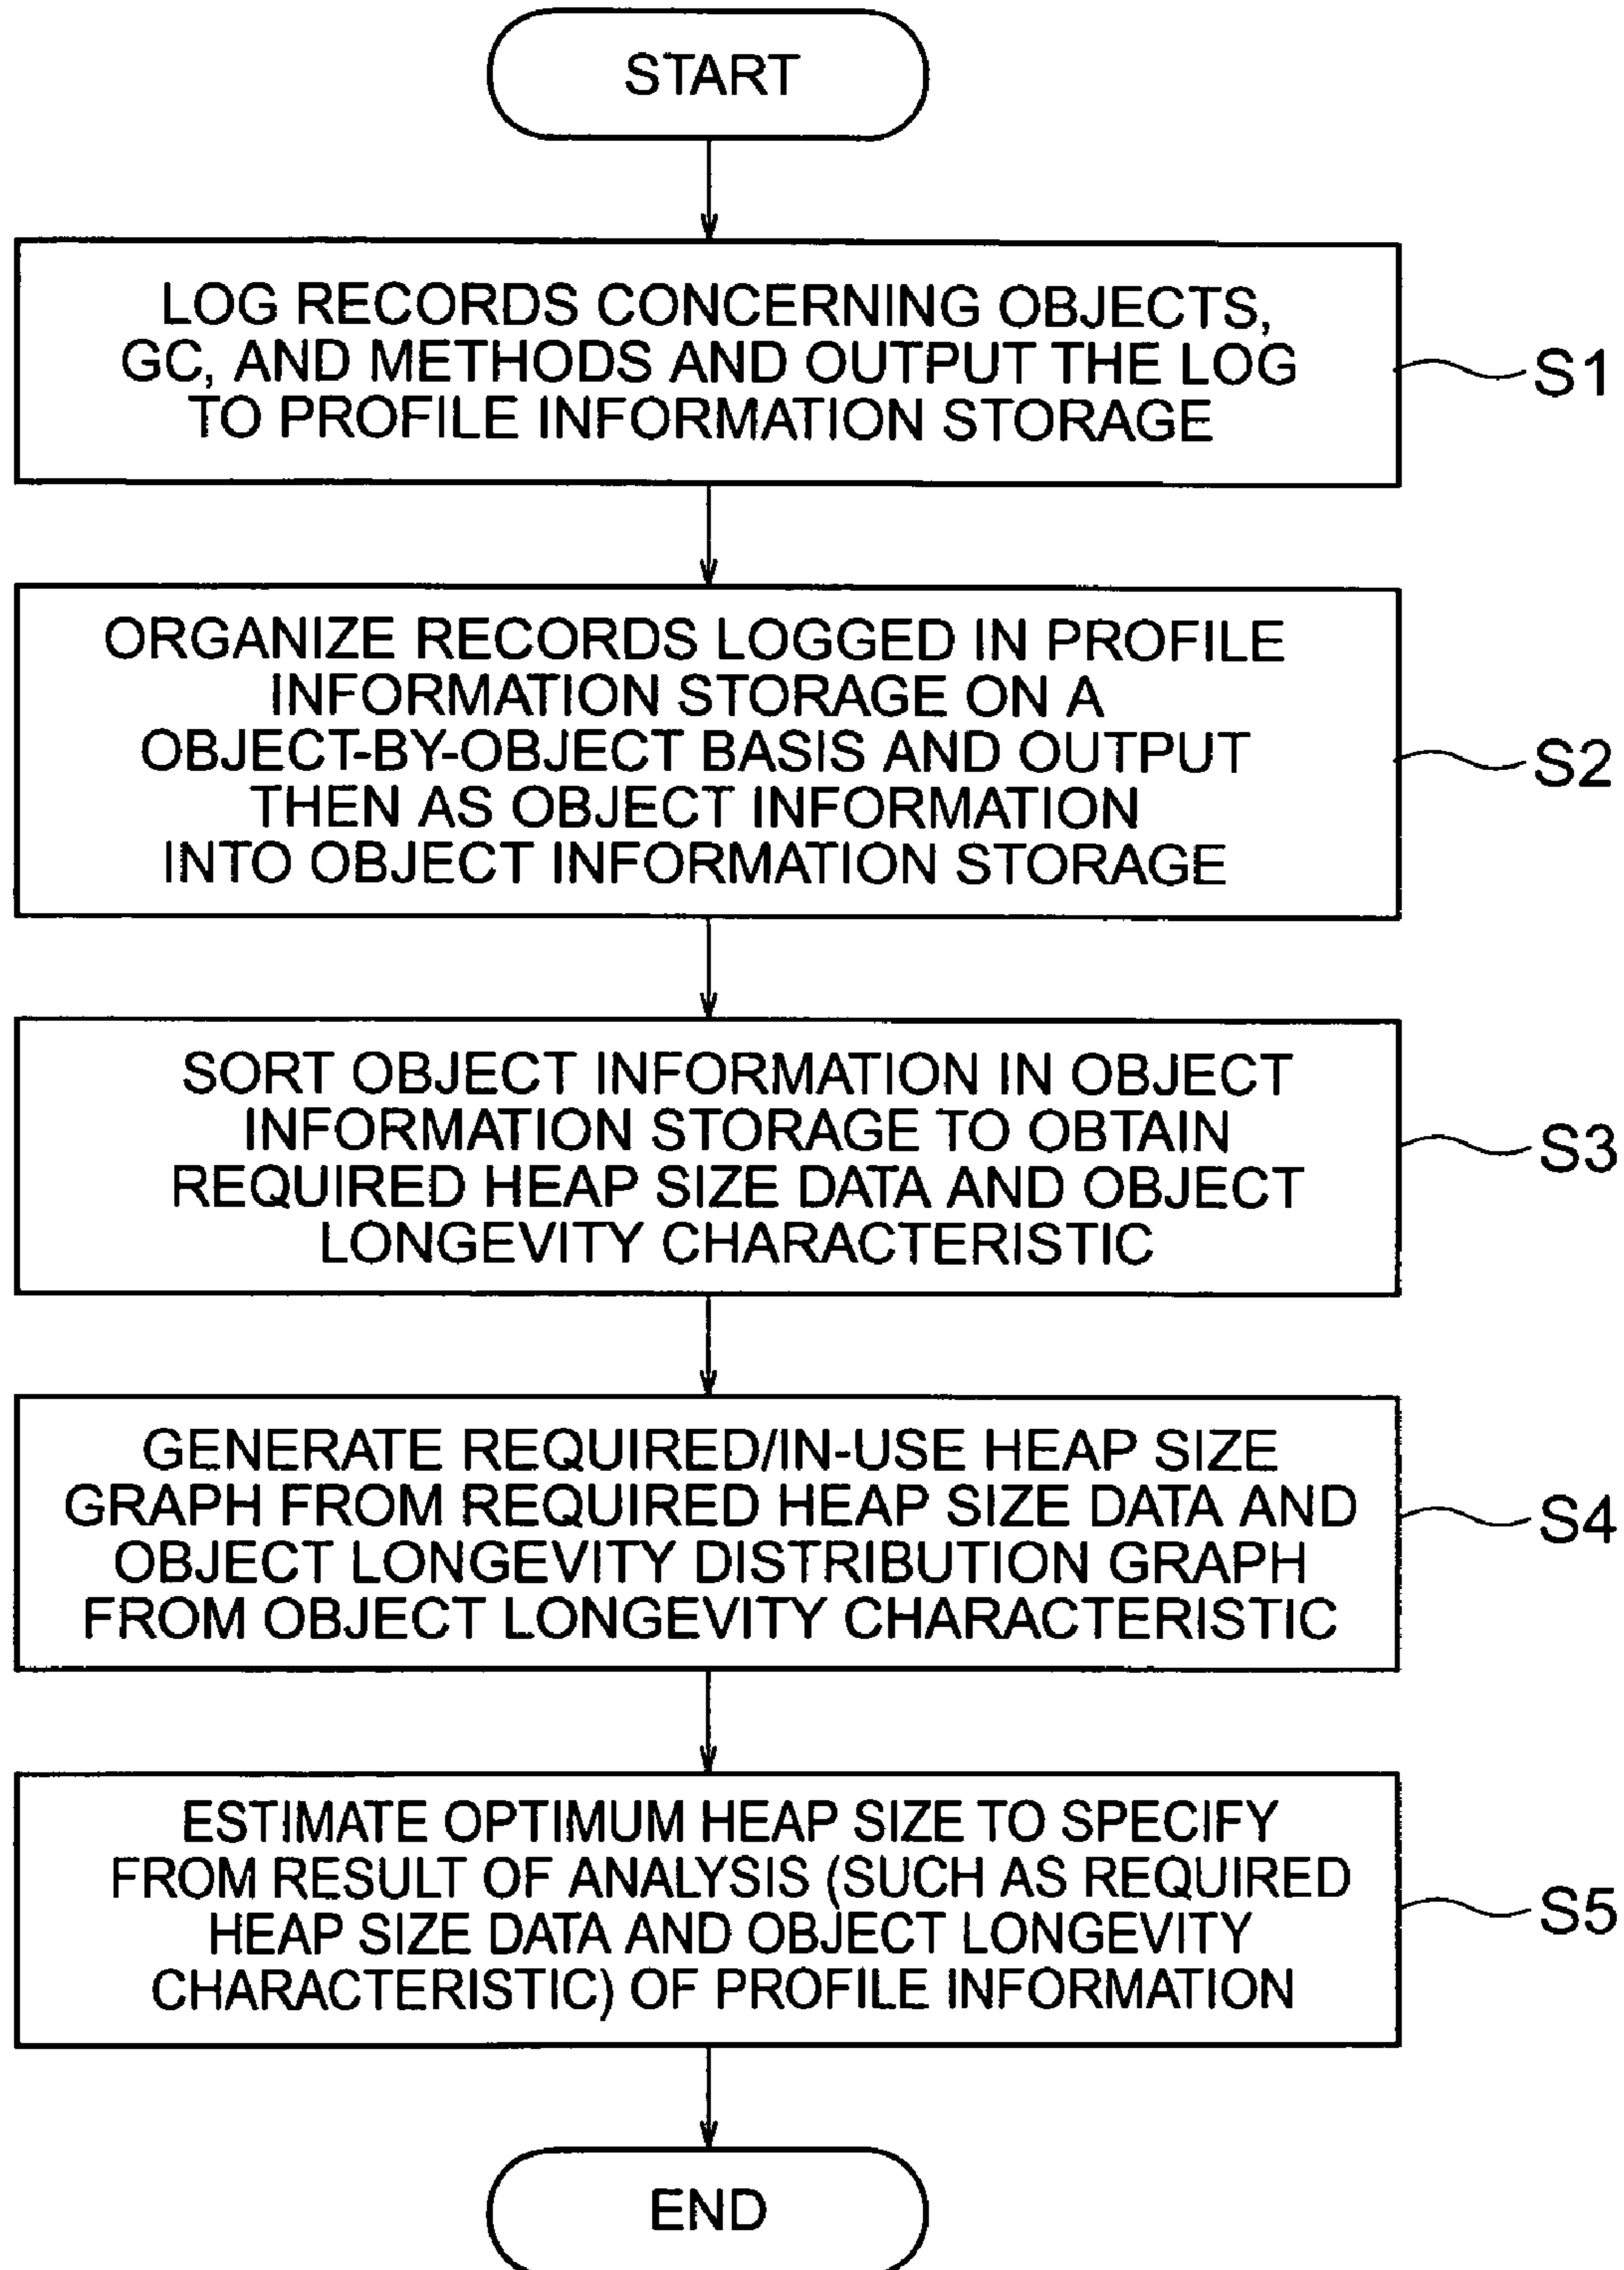 START
LOG RECORDS CONCERNING OBJECTS,
GC, AND METHODS AND OUTPUT THE LOG
TO PROFILE INFORMATION STORAGE
S1
ORGANIZE RECORDS LOGGED IN PROFILE
INFORMATION STORAGE ON A
OBJECT-BY-OBJECT BASIS AND OUTPUT
THEN AS OBJECT INFORMATION
INTO OBJECT INFORMATION STORAGE
S2
SORT OBJECT INFORMATION IN OBJECT
INFORMATION STORAGE TO OBTAIN
REQUIRED HEAP SIZE DATA AND OBJECT
LONGEVITY CHARACTERISTIC
S3
GENERATE REQUIRED/IN-USE HEAP SIZE
GRAPH FROM REQUIRED HEAP SIZE DATA AND
OBJECT LONGEVITY DISTRIBUTION GRAPH
FROM OBJECT LONGEVITY CHARACTERISTIC
S4
ESTIMATE OPTIMUM HEAP SIZE TO SPECIFY
FROM RESULT OF ANALYSIS (SUCH AS REQUIRED
HEAP SIZE DATA AND OBJECT LONGEVITY
CHARACTERISTIC) OF PROFILE INFORMATION
S5
END